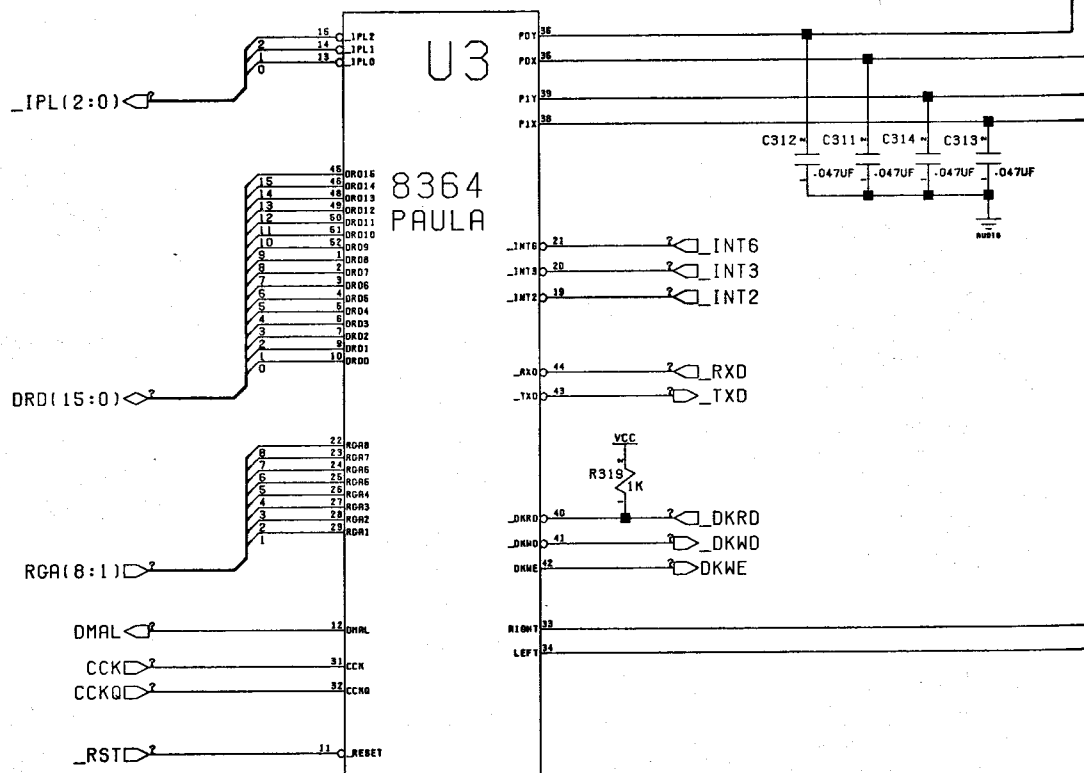 U3
8364
PAULA
_IPL(2:0)
2
1
0
15 _IPL2
14 _IPL1
13 _IPL0
DRD(15:0)
15
14
13
12
11
10
9
8
7
6
5
4
3
2
1
0
45 DRD15
46 DRD14
48 DRD13
49 DRD12
50 DRD11
51 DRD10
52 DRD9
1 DRD8
2 DRD7
3 DRD6
4 DRD5
5 DRD4
6 DRD3
7 DRD2
9 DRD1
10 DRD0
RGA(8:1)
8
7
6
5
4
3
2
1
22 RGA8
23 RGA7
24 RGA6
25 RGA5
26 RGA4
27 RGA3
28 RGA2
29 RGA1
DMAL 12 DMAL
CCK 31 CCK
CCKQ 32 CCKQ
_RST 11 _RESET
POY
POX
P1Y 39
P1X 38
C312 C311 C314 C313
.047UF .047UF .047UF .047UF
AUDIO
_INT6 21 _INT6
_INT3 20 _INT3
_INT2 19 _INT2
_RXD 44 _RXD
_TXD 43 _TXD
VCC
R319
1K
_DKRD 40 _DKRD
_DKWD 41 _DKWD
DKWE 42 DKWE
RIGHT 33
LEFT 34